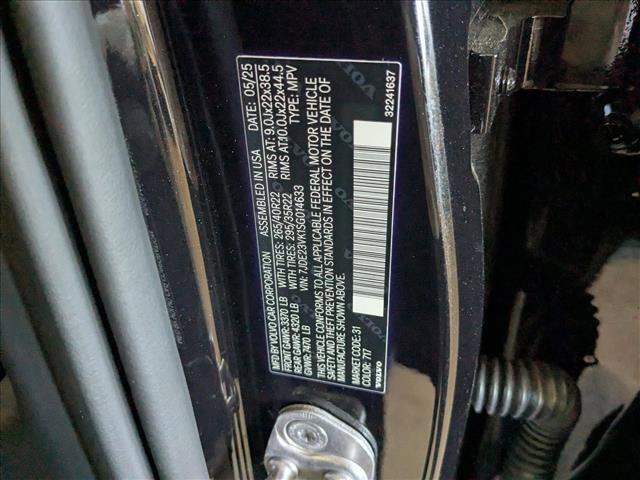 MFD BY VOLVO CAR CORPORATION ASSEMBLED IN USA DATE: 05/25
FRONT GAWR: 3370 LB WITH TIRES: 265/40R22 RIMS AT: 9.0Jx22x38.5
REAR GAWR: 4320 LB WITH TIRES: 295/35R22 RIMS AT: 10.0Jx22x44.5
GVWR: 7470 LB VIN: 7JDE23VX1SG014633 TYPE: MPV
THIS VEHICLE CONFORMS TO ALL APPLICABLE FEDERAL MOTOR VEHICLE
SAFETY AND THEFT PREVENTION STANDARDS IN EFFECT ON THE DATE OF
MANUFACTURE SHOWN ABOVE.
MARKET CODE: 31
COLOR: 717
VOLVO
32241637